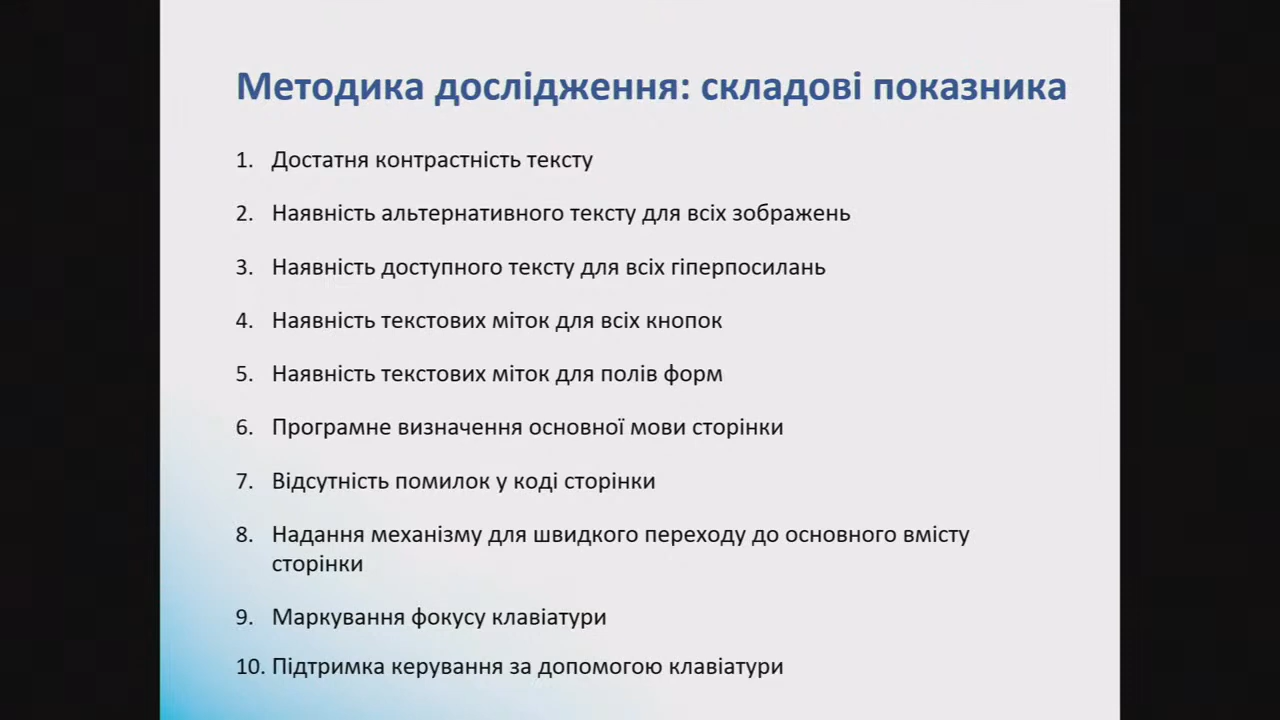 Методика дослідження: складові показника
1. Достатня контрастність тексту
2. Наявність альтернативного тексту для всіх зображень
3. Наявність доступного тексту для всіх гіперпосилань
4. Наявність текстових міток для всіх кнопок
5. Наявність текстових міток для полів форм
6. Програмне визначення основної мови сторінки
7. Відсутність помилок у коді сторінки
8. Надання механізму для швидкого переходу до основного вмісту
сторінки
9. Маркування фокусу клавіатури
10. Підтримка керування за допомогою клавіатури